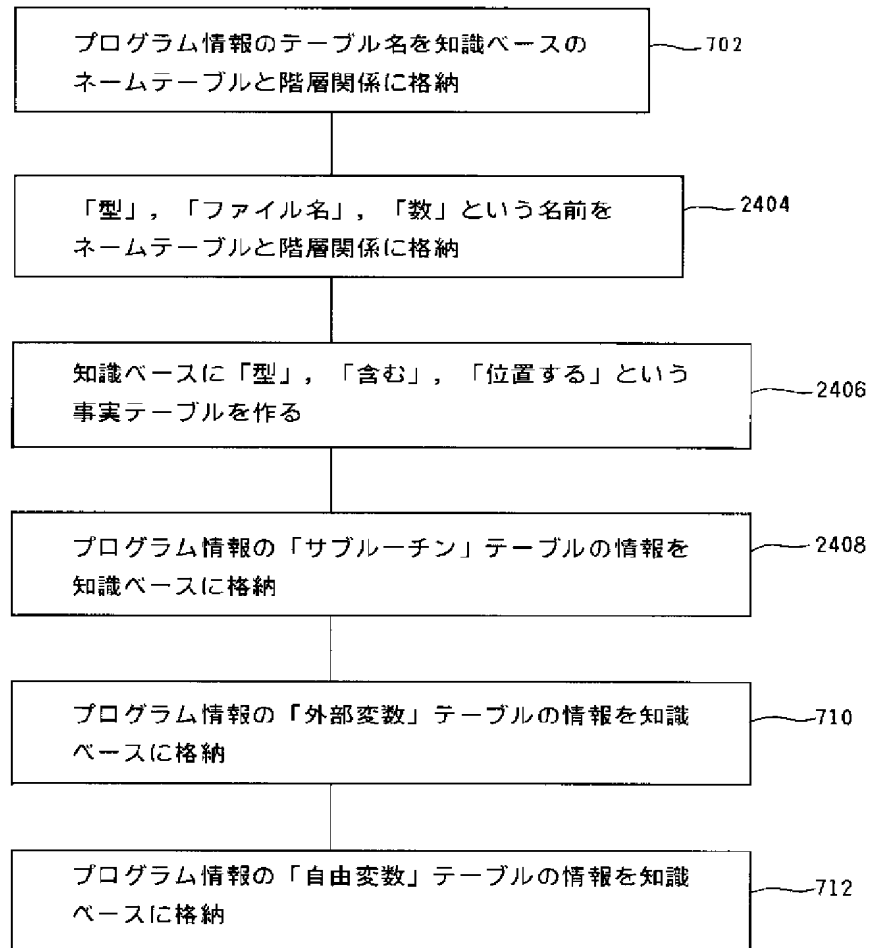 プログラム情報のテーブル名を知識ベースの
ネームテーブルと階層関係に格納
702
「型」，「ファイル名」，「数」という名前を
ネームテーブルと階層関係に格納
2404
知識ベースに「型」，「含む」，「位置する」という
事実テーブルを作る
2406
プログラム情報の「サブルーチン」テーブルの情報を
知識ベースに格納
2408
プログラム情報の「外部変数」テーブルの情報を知識
ベースに格納
710
プログラム情報の「自由変数」テーブルの情報を知識
ベースに格納
712